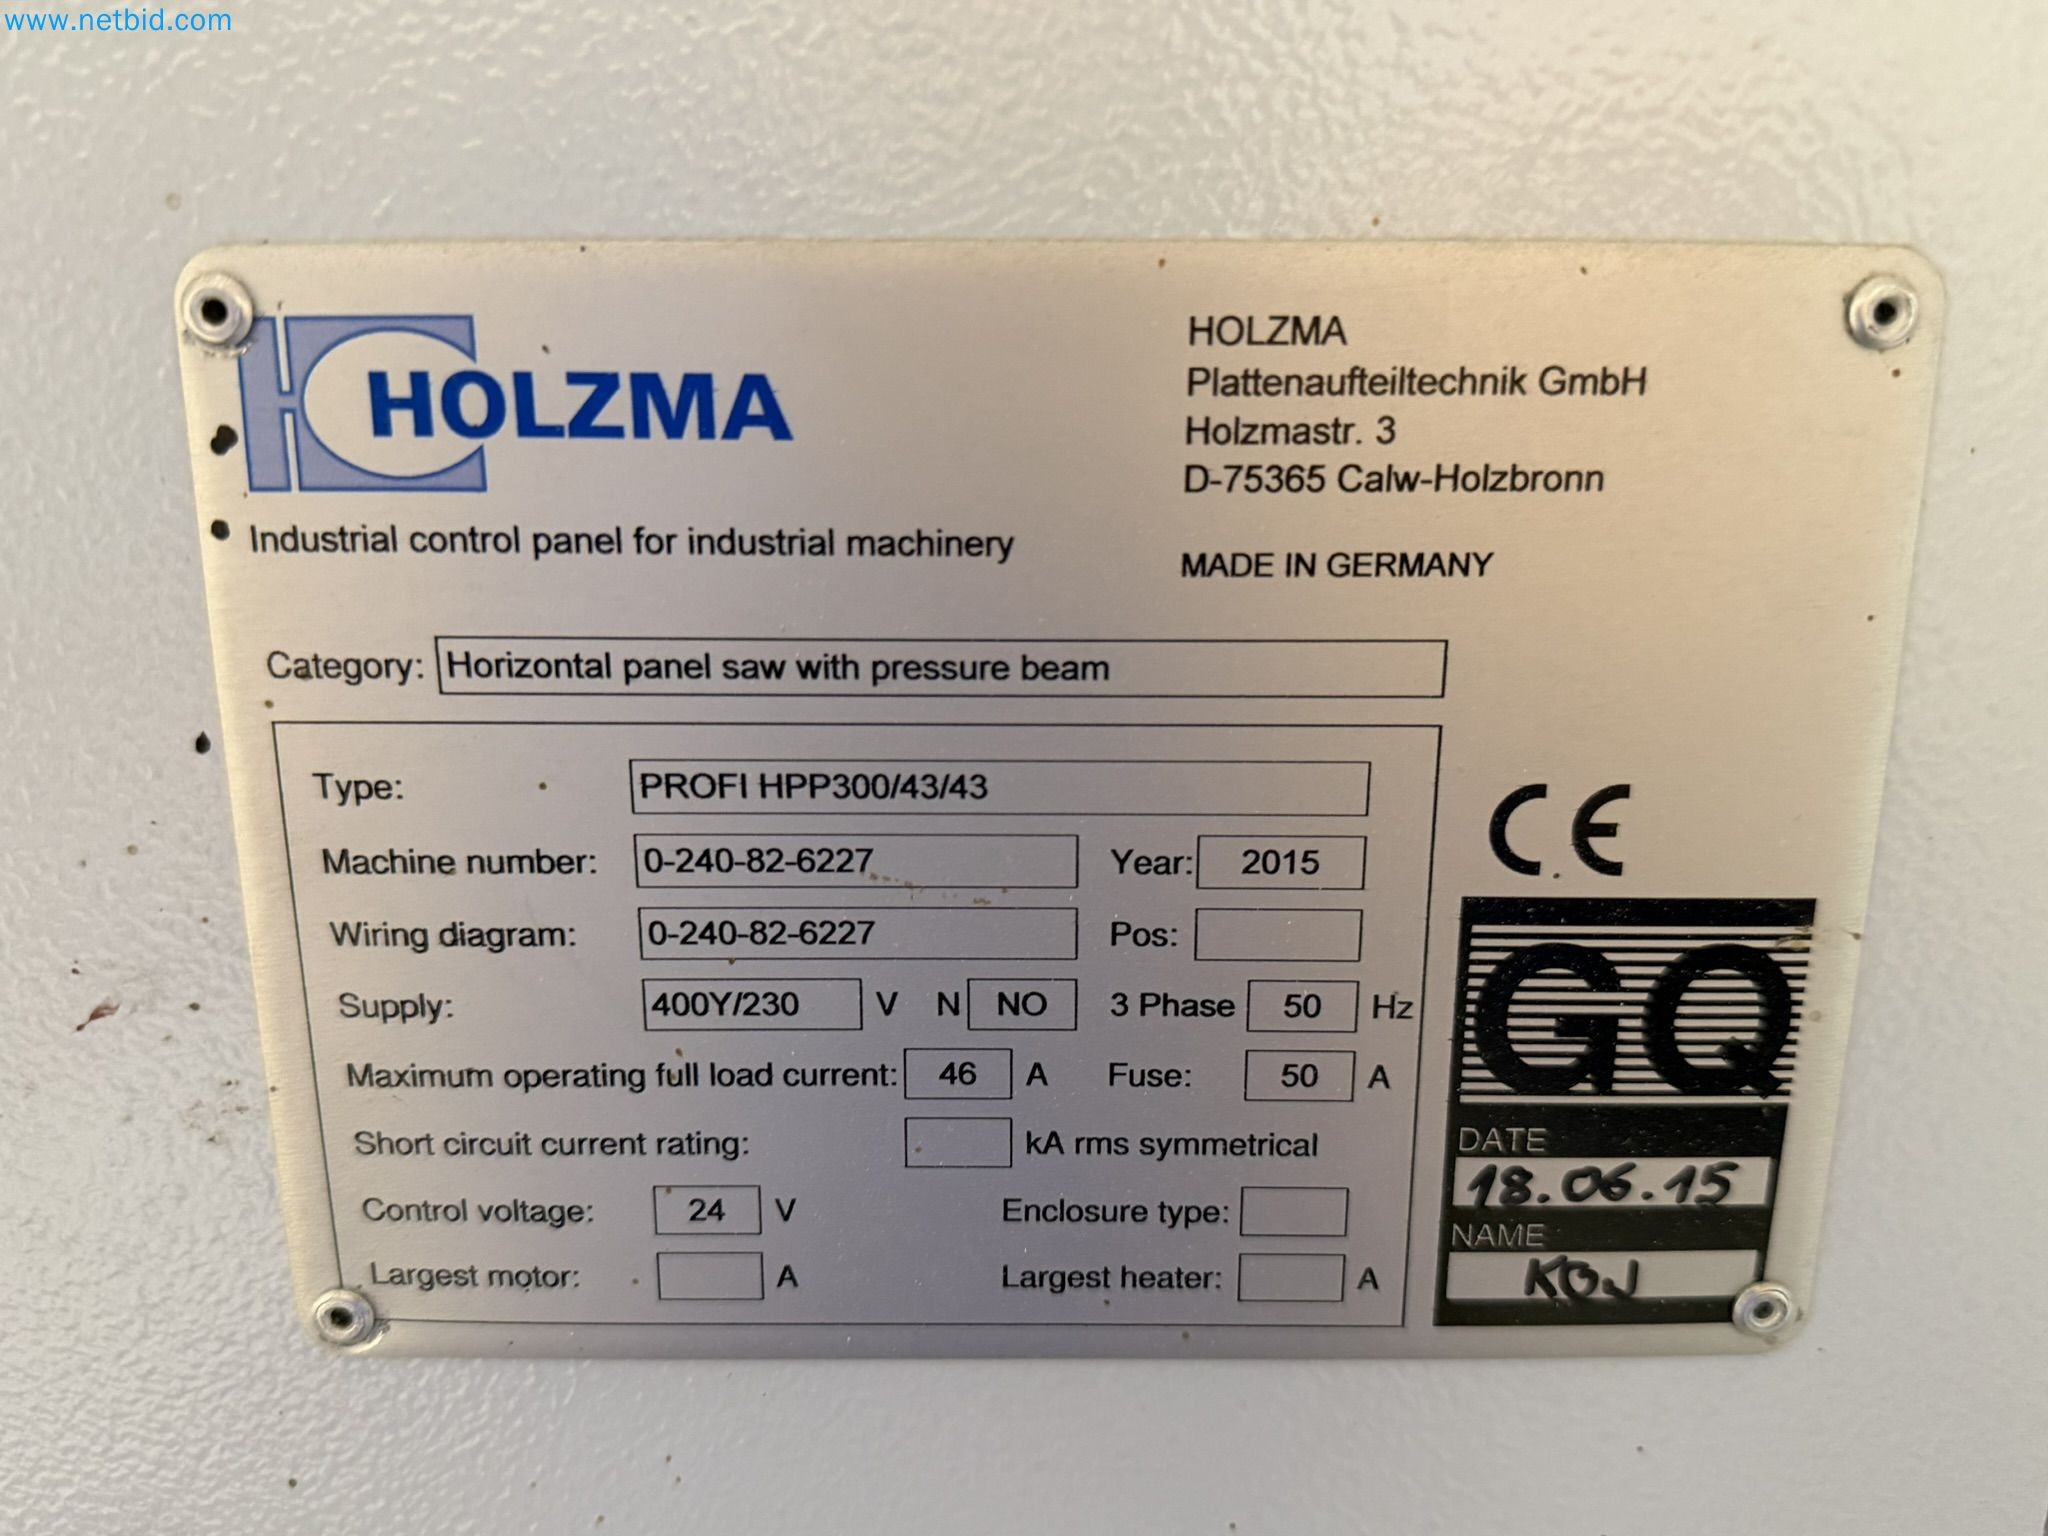 www.netbid.com
HOLZMA
Industrial control panel for industrial machinery
HOLZMA
Plattenaufteiltechnik GmbH
Holzmastr. 3
D-75365 Calw-Holzbronn
MADE IN GERMANY
Category: Horizontal panel saw with pressure beam
Type: PROFI HPP300/43/43
Machine number: 0-240-82-6227 Year: 2015
Wiring diagram: 0-240-82-6227 Pos:
Supply: 400Y/230 V N NO 3 Phase 50 Hz
Maximum operating full load current: 46 A Fuse: 50 A
Short circuit current rating: kA rms symmetrical
Control voltage: 24 V Enclosure type:
Largest motor: A Largest heater: A
CE
GQ
DATE
18.06.15
NAME